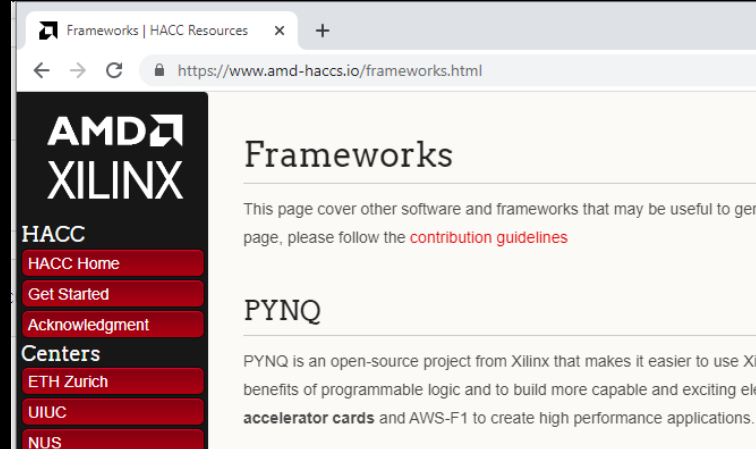 Frameworks | HACC Resources
https://www.amd-haccs.io/frameworks.html
AMD
XILINX
HACC
HACC Home
Get Started
Acknowledgment
Centers
ETH Zurich
UIUC
NUS
Frameworks
This page cover other software and frameworks that may be useful to
page, please follow the contribution guidelines
PYNQ
PYNQ is an open-source project from Xilinx that makes it easier to use
benefits of programmable logic and to build more capable and exciting
accelerator cards and AWS-F1 to create high performance applications.